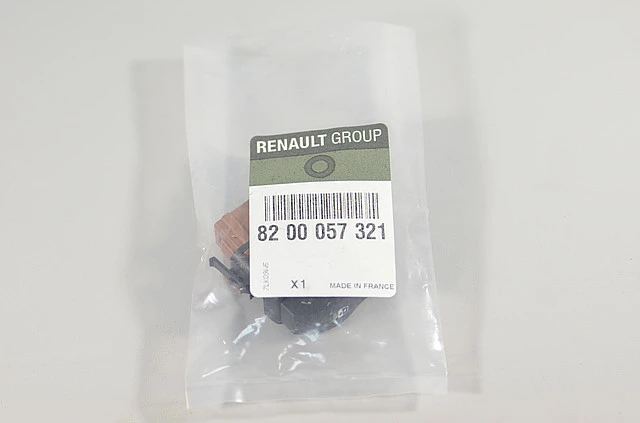 RENAULT GROUP
82 00 057 321
X1
MADE IN FRANCE